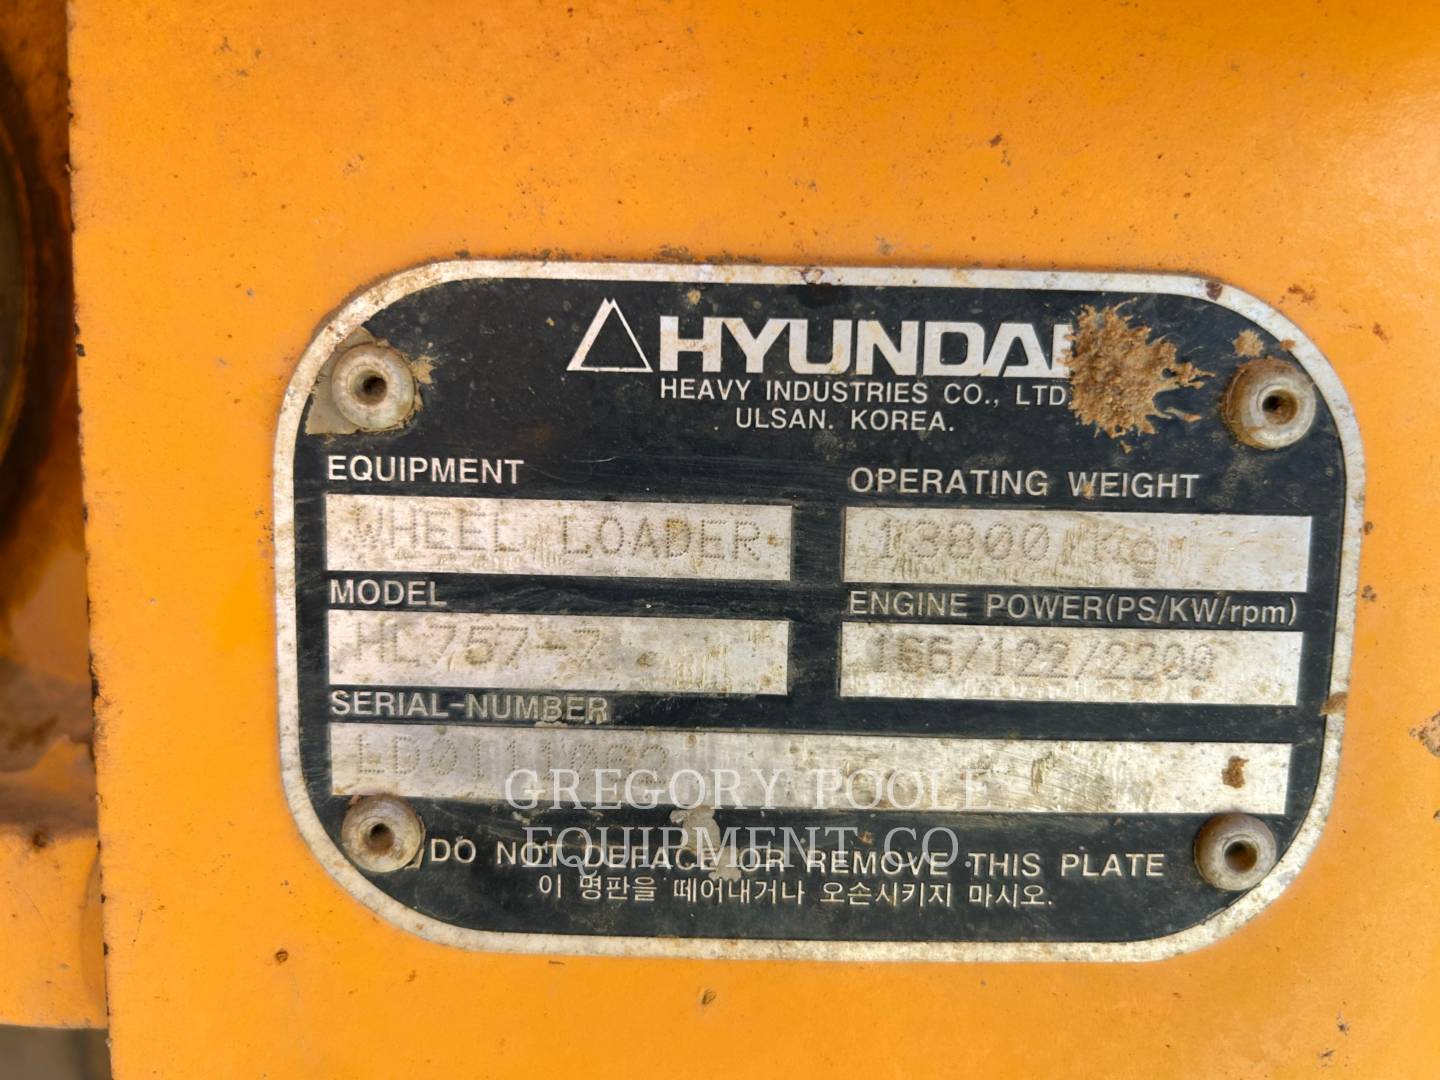 HYUNDAI
HEAVY INDUSTRIES CO., LTD.
ULSAN. KOREA.
EQUIPMENT
WHEEL LOADER
OPERATING WEIGHT
13800 Kg
MODEL
HL757-7
ENGINE POWER(PS/KW/rpm)
166/122/2200
SERIAL-NUMBER
GREGORY POOLE
EQUIPMENT CO
DO NOT DEFACE OR REMOVE THIS PLATE
이 명판을 떼어내거나 오손시키지 마시오.